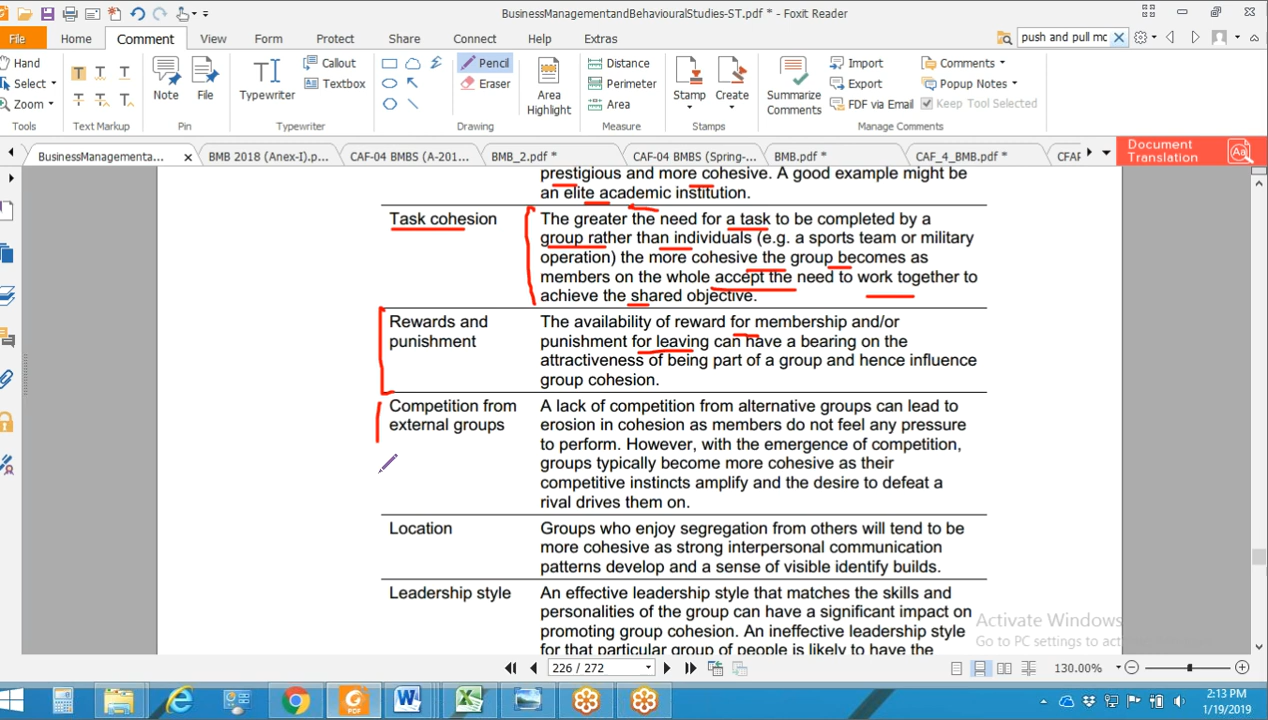 BusinessManagementandBehaviouralStudies-ST.pdf * - Foxit Reader
File Home Comment View Form Protect Share Connect Help Extras push and pull mc
Hand
Select
Zoom
Tools
T T T
T T T
Text Markup
Note
File
Pin
Typewriter
Callout
Textbox
Typewriter
Pencil
Eraser
Drawing
Area
Highlight
Distance
Perimeter
Area
Measure
Stamp
Create
Stamps
Summarize
Comments
Import
Export
FDF via Email
Comments
Popup Notes
Keep Tool Selected
Manage Comments
BusinessManagementa... BMB 2018 (Anex-I).p... CAF-04 BMBS (A-201... BMB_2.pdf * CAF-04 BMBS (Spring-... BMB.pdf * CAF_4_BMB.pdf * CFAF
Document
Translation
prestigious and more cohesive. A good example might be
an elite academic institution.
Task cohesion
The greater the need for a task to be completed by a
group rather than individuals (e.g. a sports team or military
operation) the more cohesive the group becomes as
members on the whole accept the need to work together to
achieve the shared objective.
Rewards and
punishment
The availability of reward for membership and/or
punishment for leaving can have a bearing on the
attractiveness of being part of a group and hence influence
group cohesion.
Competition from
external groups
A lack of competition from alternative groups can lead to
erosion in cohesion as members do not feel any pressure
to perform. However, with the emergence of competition,
groups typically become more cohesive as their
competitive instincts amplify and the desire to defeat a
rival drives them on.
Location
Groups who enjoy segregation from others will tend to be
more cohesive as strong interpersonal communication
patterns develop and a sense of visible identify builds.
Leadership style
An effective leadership style that matches the skills and
personalities of the group can have a significant impact on
promoting group cohesion. An ineffective leadership style
for that particular group of people is likely to have the
Activate Windows
Go to PC settings to
226 / 272
130.00%
2:13 PM
1/19/2019